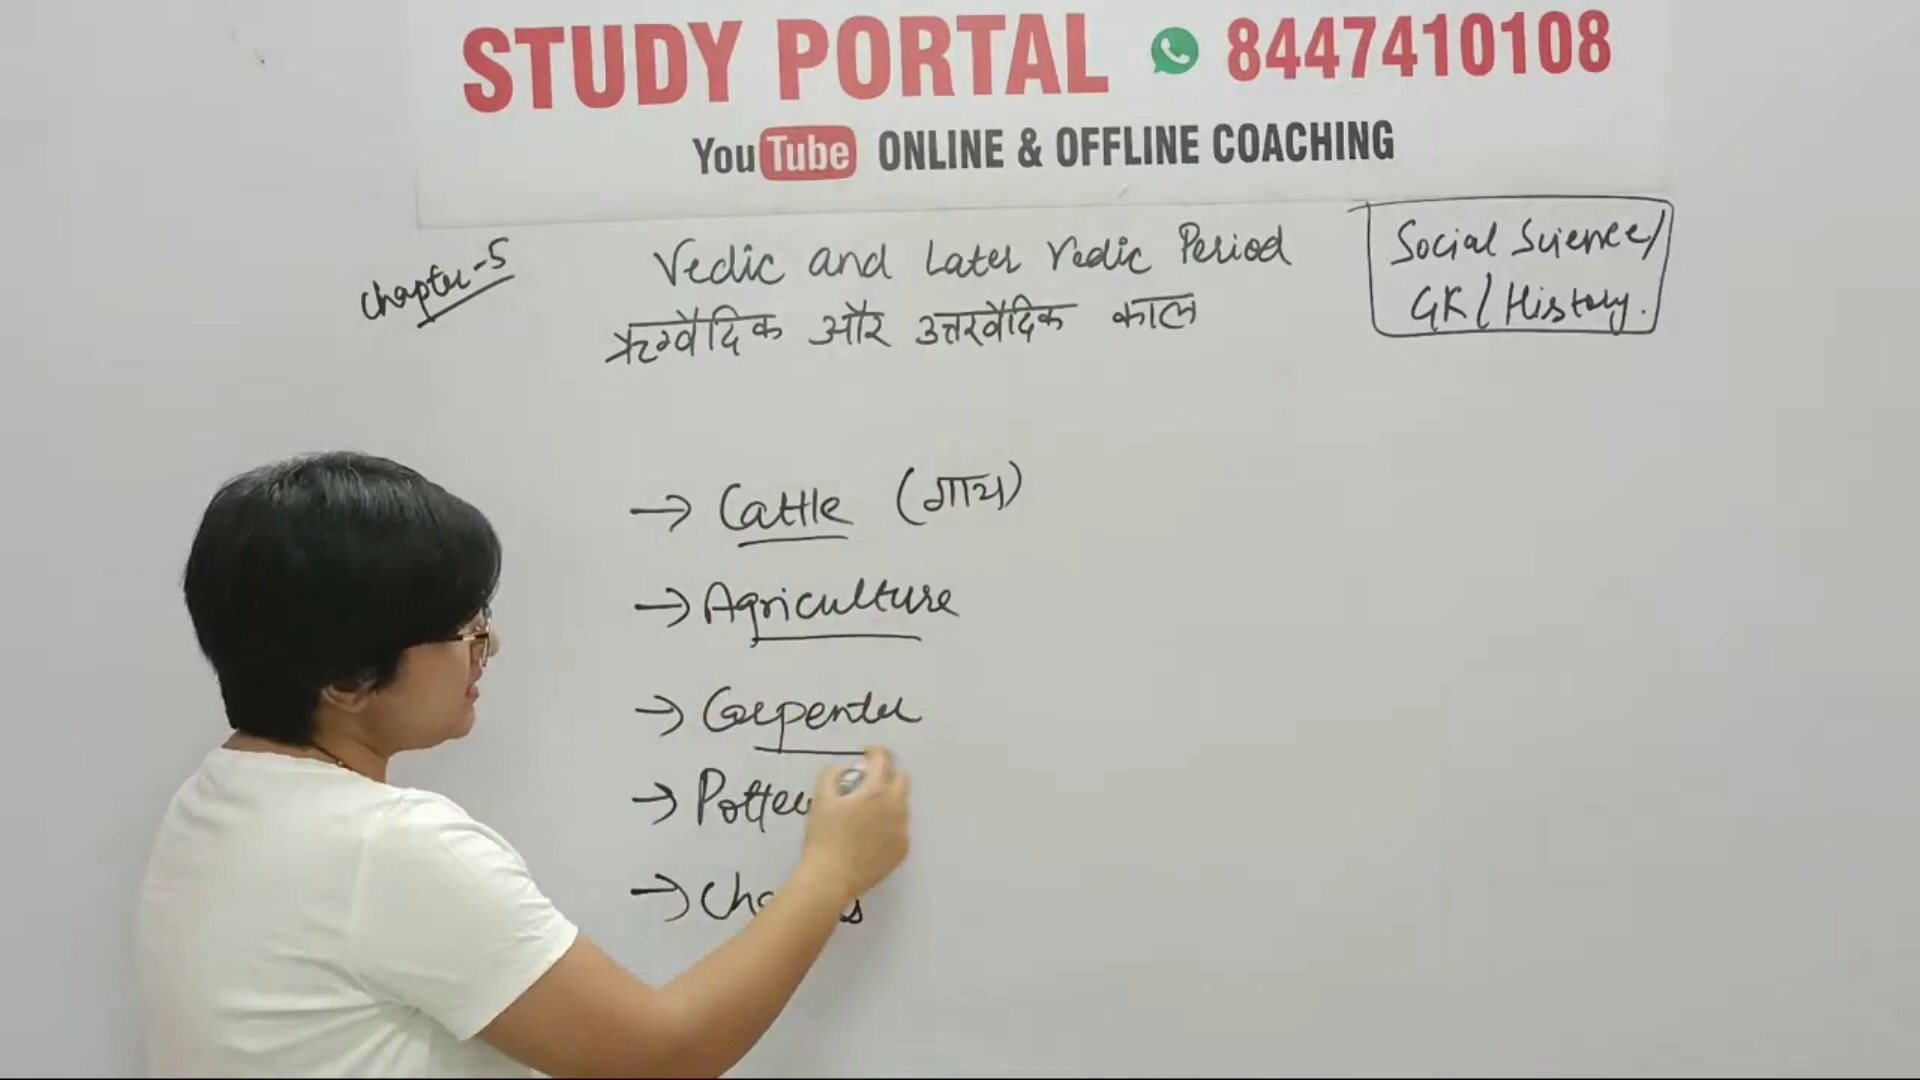 STUDY PORTAL 8447410108
YouTube ONLINE & OFFLINE COACHING
Chapter-5
Vedic and Later Vedic Period
ऋग्वैदिक और उत्तरवैदिक काल
Social Science/
GK/History.
→ Cattle (गाय)
→ Agriculture
→ Carpenter
→
→